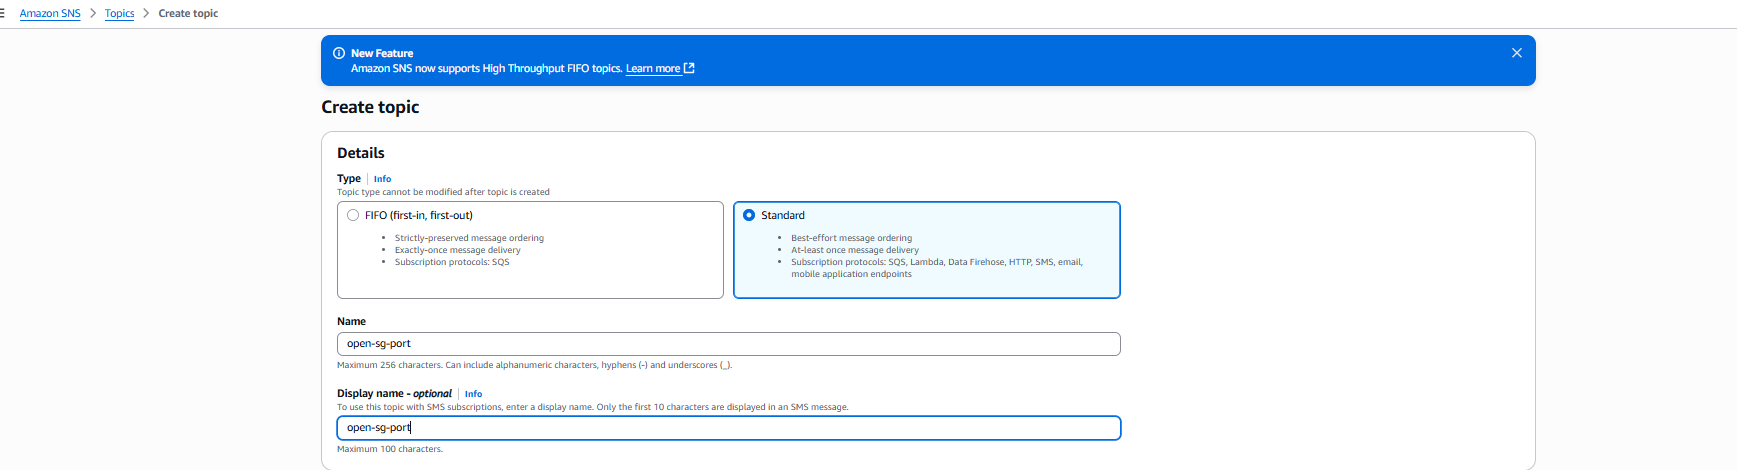 Amazon SNS > Topics > Create topic
New Feature
Amazon SNS now supports High Throughput FIFO topics. Learn more
Create topic
Details
Type Info
Topic type cannot be modified after topic is created
FIFO (first-in, first-out)
• Strictly-preserved message ordering
• Exactly-once message delivery
• Subscription protocols: SQS
Standard
• Best-effort message ordering
• At-least once message delivery
• Subscription protocols: SQS, Lambda, Data Firehose, HTTP, SMS, email,
mobile application endpoints
Name
open-sg-port
Maximum 256 characters. Can include alphanumeric characters, hyphens (-) and underscores (_).
Display name - optional Info
To use this topic with SMS subscriptions, enter a display name. Only the first 10 characters are displayed in an SMS message.
open-sg-port
Maximum 100 characters.